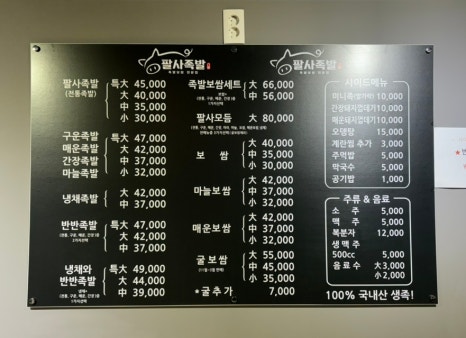 팔사족발
팔사족발
팔사족발 特大 45,000
(전통족발) 大 40,000
中 35,000
小 30,000
구운족발 特大 47,000
매운족발 大 42,000
간장족발 中 37,000
마늘족발 小 32,000
냉채족발 大 42,000
中 37,000
반반족발 特大 47,000
大 42,000
中 37,000
냉채와 特大 49,000
반반족발 大 44,000
中 39,000
족발보쌈세트 大 66,000
中 56,000
팔사모듬 大 80,000
보 쌈 大 40,000
中 35,000
小 30,000
마늘보쌈 大 42,000
中 37,000
小 32,000
매운보쌈 大 42,000
中 37,000
小 32,000
굴보쌈 大 55,000
中 45,000
小 35,000
*굴추가 7,000
사이드메뉴
10,000
간장돼지껍데기 10,000
매운돼지껍데기 10,000
오뎅탕 15,000
계란찜 추가 3,000
주먹밥 5,000
막국수 5,000
공기밥 1,000
주류 & 음료
소 주 5,000
맥 주 5,000
복분자 12,000
생맥주
500cc 5,000
음료수 大 3,000
小 2,000
100% 국내산 생족!